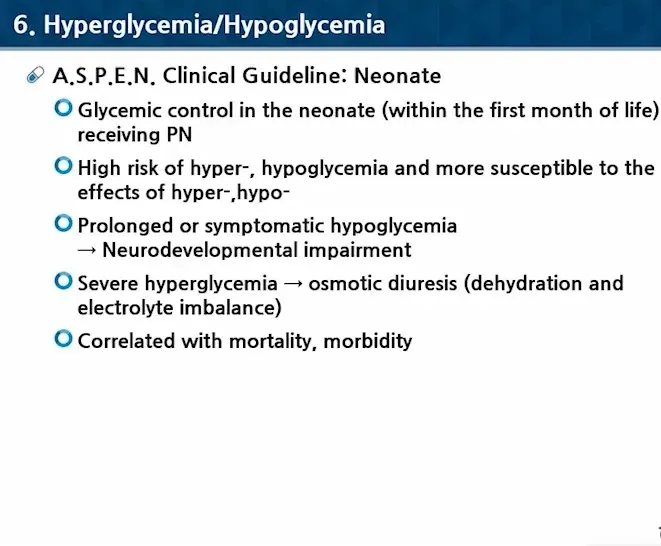 6. Hyperglycemia/Hypoglycemia
A.S.P.E.N. Clinical Guideline: Neonate
Glycemic control in the neonate (within the first month of life)
receiving PN
High risk of hyper-, hypoglycemia and more susceptible to the
effects of hyper-,hypo-
Prolonged or symptomatic hypoglycemia
→ Neurodevelopmental impairment
Severe hyperglycemia → osmotic diuresis (dehydration and
electrolyte imbalance)
Correlated with mortality, morbidity